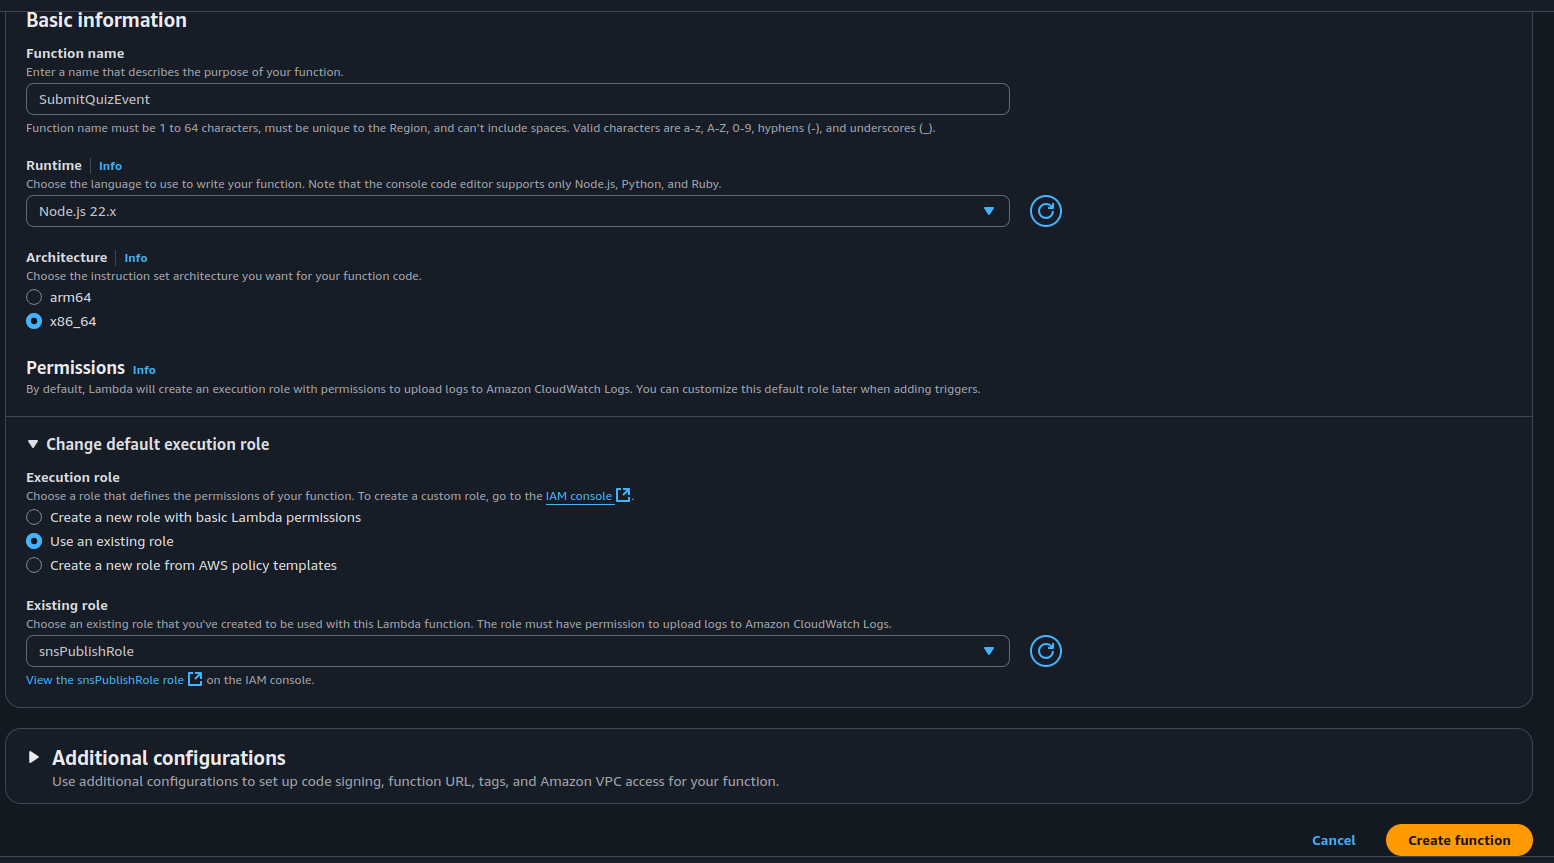 Basic information
Function name
Enter a name that describes the purpose of your function.
SubmitQuizEvent
Function name must be 1 to 64 characters, must be unique to the Region, and can't include spaces. Valid characters are a-z, A-Z, 0-9, hyphens (-), and underscores (_).
Runtime Info
Choose the language to use to write your function. Note that the console code editor supports only Node.js, Python, and Ruby.
Node.js 22.x
Architecture Info
Choose the instruction set architecture you want for your function code.
arm64
x86_64
Permissions Info
By default, Lambda will create an execution role with permissions to upload logs to Amazon CloudWatch Logs. You can customize this default role later when adding triggers.
Change default execution role
Execution role
Choose a role that defines the permissions of your function. To create a custom role, go to the IAM console.
Create a new role with basic Lambda permissions
Use an existing role
Create a new role from AWS policy templates
Existing role
Choose an existing role that you've created to be used with this Lambda function. The role must have permission to upload logs to Amazon CloudWatch Logs.
snsPublishRole
View the snsPublishRole role on the IAM console.
Additional configurations
Use additional configurations to set up code signing, function URL, tags, and Amazon VPC access for your function.
Cancel Create function